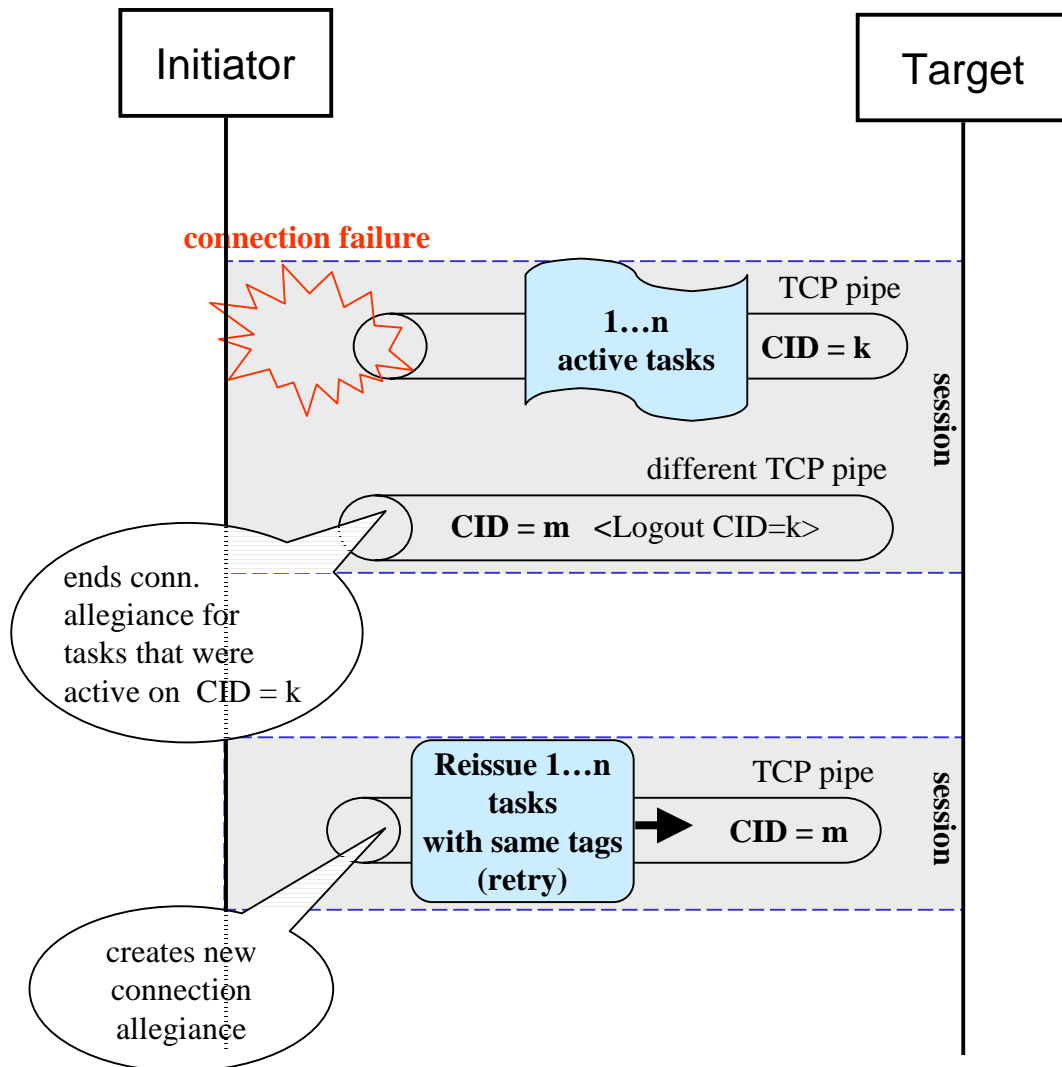 Initiator
Target
connection failure
TCP pipe
1…n
active tasks
CID = k
session
different TCP pipe
CID = m <Logout CID=k>
ends conn.
allegiance for
tasks that were
active on CID = k
Reissue 1…n
tasks
with same tags
(retry)
TCP pipe
CID = m
session
creates new
connection
allegiance